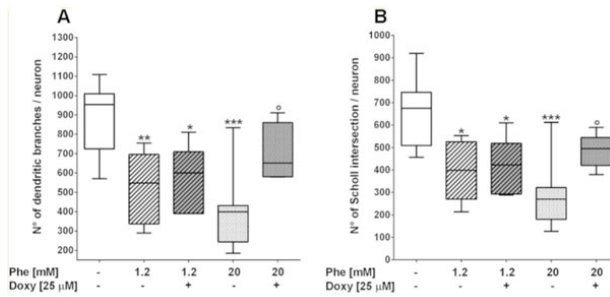 A
N° of dendritic branches / neuron
1300
1200
1100
1000
900
800
700
600
500
400
300
200
** * *** °
Phe [mM] - 1.2 1.2 20 20
Doxy [25 µM] - - + - +
B
N° of Scholl intersection / neuron
1000
900
800
700
600
500
400
300
200
100
0
* * *** °
Phe [mM] - 1.2 1.2 20 20
Doxy [25 µM] - - + - +